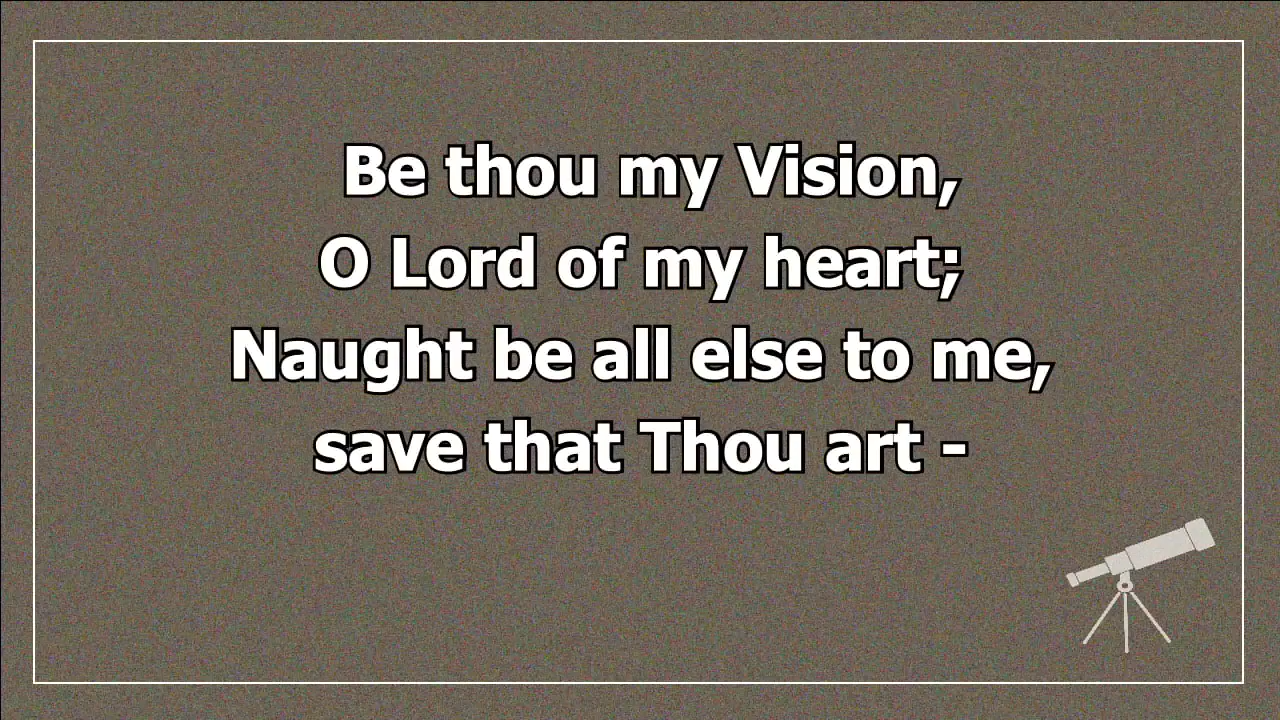 Be thou my Vision,
O Lord of my heart;
Naught be all else to me,
save that Thou art -